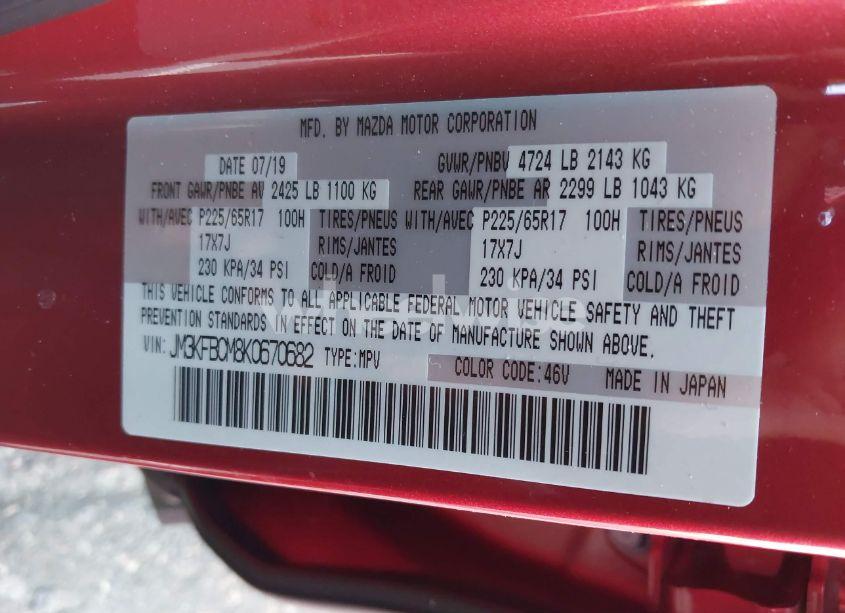 MFD. BY MAZDA MOTOR CORPORATION
DATE 07/19 GVWR/PNBV 4724 LB 2143 KG
FRONT GAWR/PNBE AV 2425 LB 1100 KG REAR GAWR/PNBE AR 2299 LB 1043 KG
WITH/AVEC P225/65R17 100H TIRES/PNEUS WITH/AVEC P225/65R17 100H TIRES/PNEUS
17X7J RIMS/JANTES 17X7J RIMS/JANTES
230 KPA/34 PSI COLD/A FROID 230 KPA/34 PSI COLD/A FROID
THIS VEHICLE CONFORMS TO ALL APPLICABLE FEDERAL MOTOR VEHICLE SAFETY AND THEFT
PREVENTION STANDARDS IN EFFECT ON THE DATE OF MANUFACTURE SHOWN ABOVE.
VIN: JM3KFBCM8K0670682 TYPE:MPV COLOR CODE:46V MADE IN JAPAN